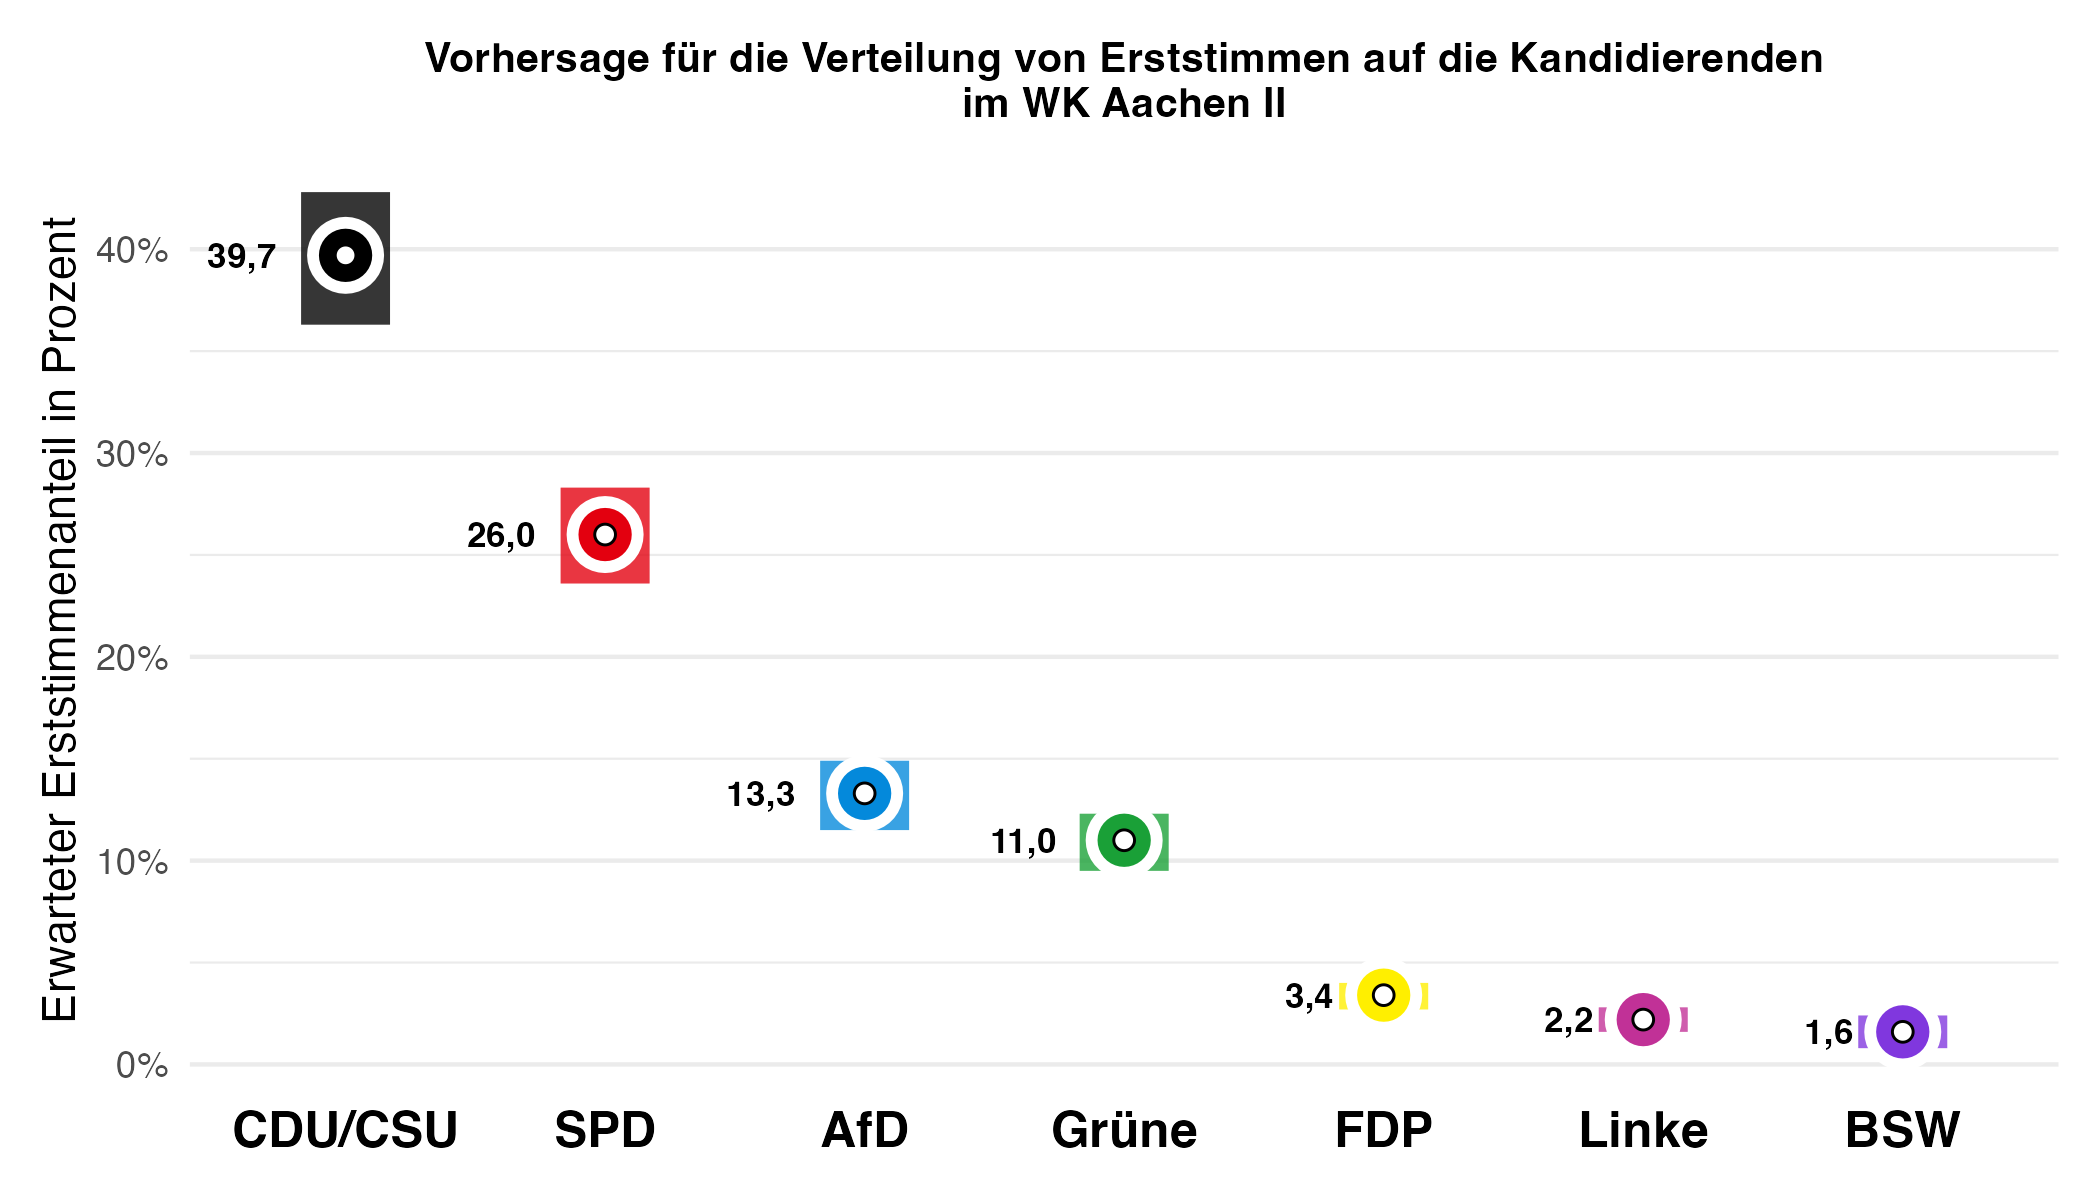 Vorhersage für die Verteilung von Erststimmen auf die Kandidierenden
im WK Aachen II
Erwarteter Erststimmenanteil in Prozent
40%
30%
20%
10%
0%
39,7
26,0
13,3
11,0
3,4
2,2
1,6
CDU/CSU
SPD
AfD
Grüne
FDP
Linke
BSW